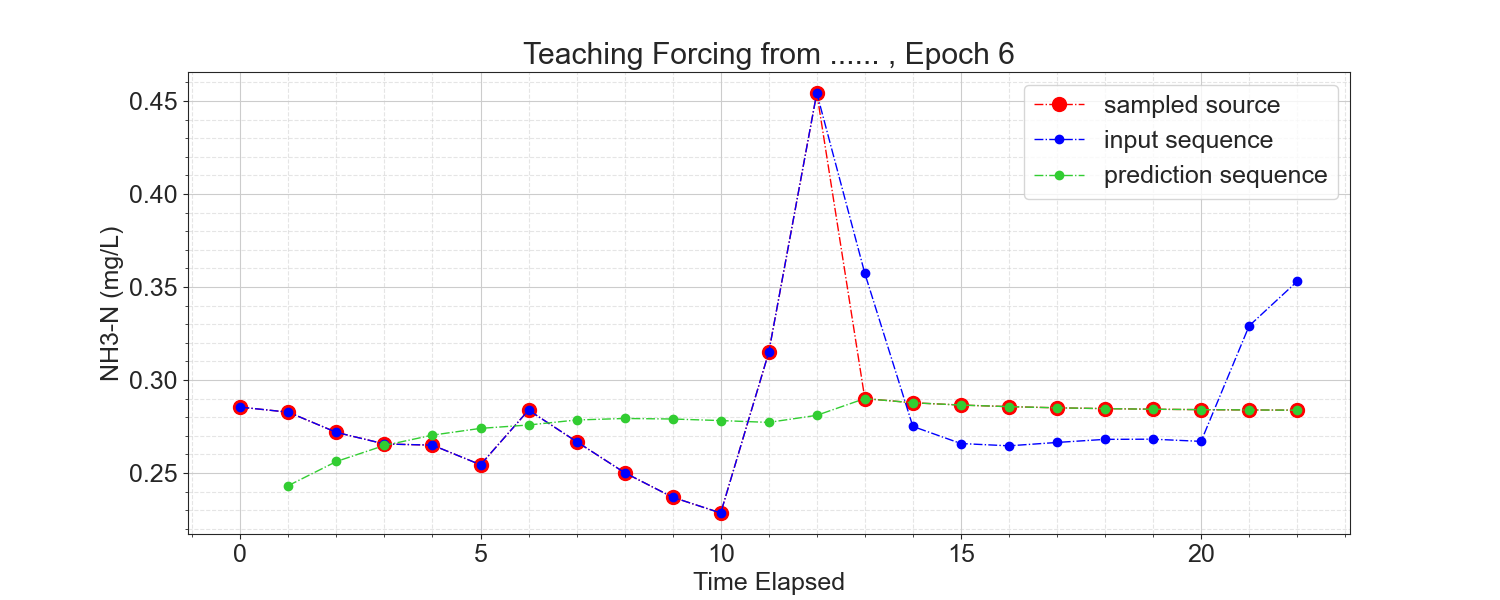 Teaching Forcing from ...... , Epoch 6
sampled source
input sequence
prediction sequence
NH3-N (mg/L)
0.45
0.40
0.35
0.30
0.25
0 5 10 15 20
Time Elapsed